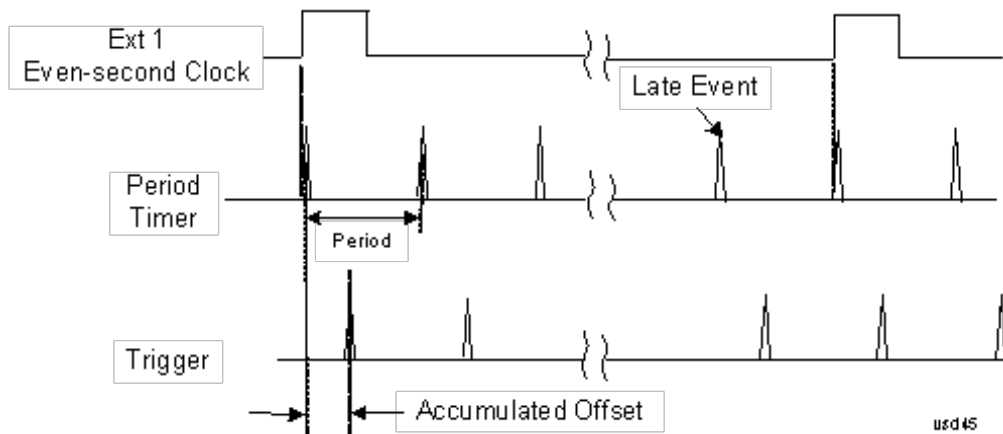 Ext 1
Even-second Clock
Late Event
Period
Timer
Period
Trigger
Accumulated Offset
usd45